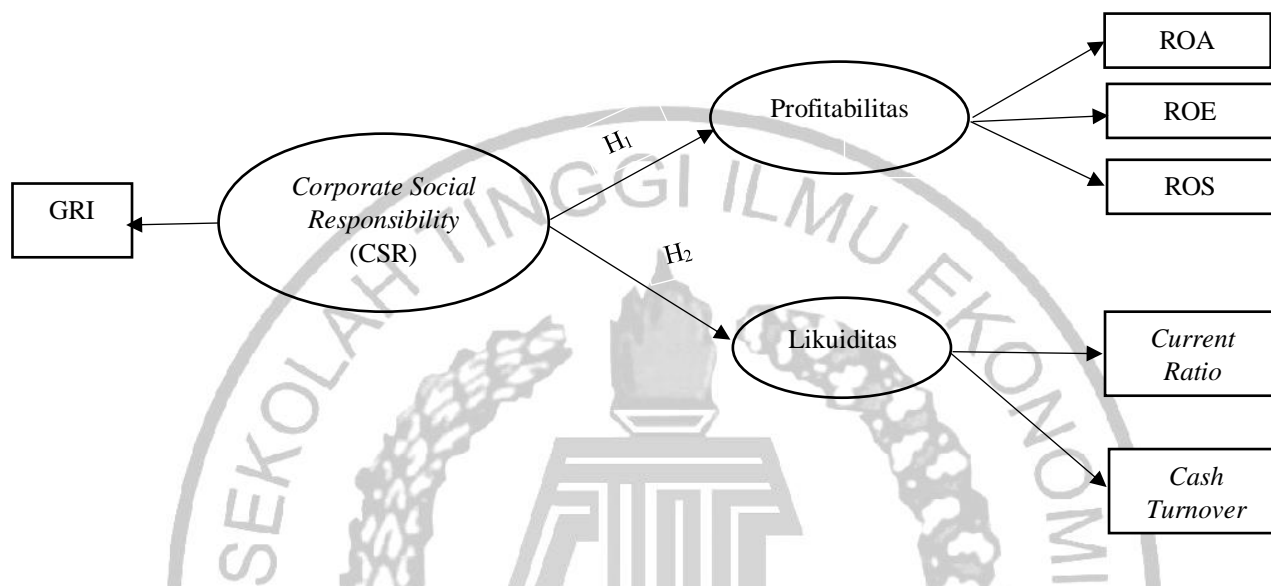 GRI
Corporate Social
Responsibility
(CSR)
H1
H2
Profitabilitas
Likuiditas
ROA
ROE
ROS
Current
Ratio
Cash
Turnover
SEKOLAH TINGGI ILMU EKONOMI